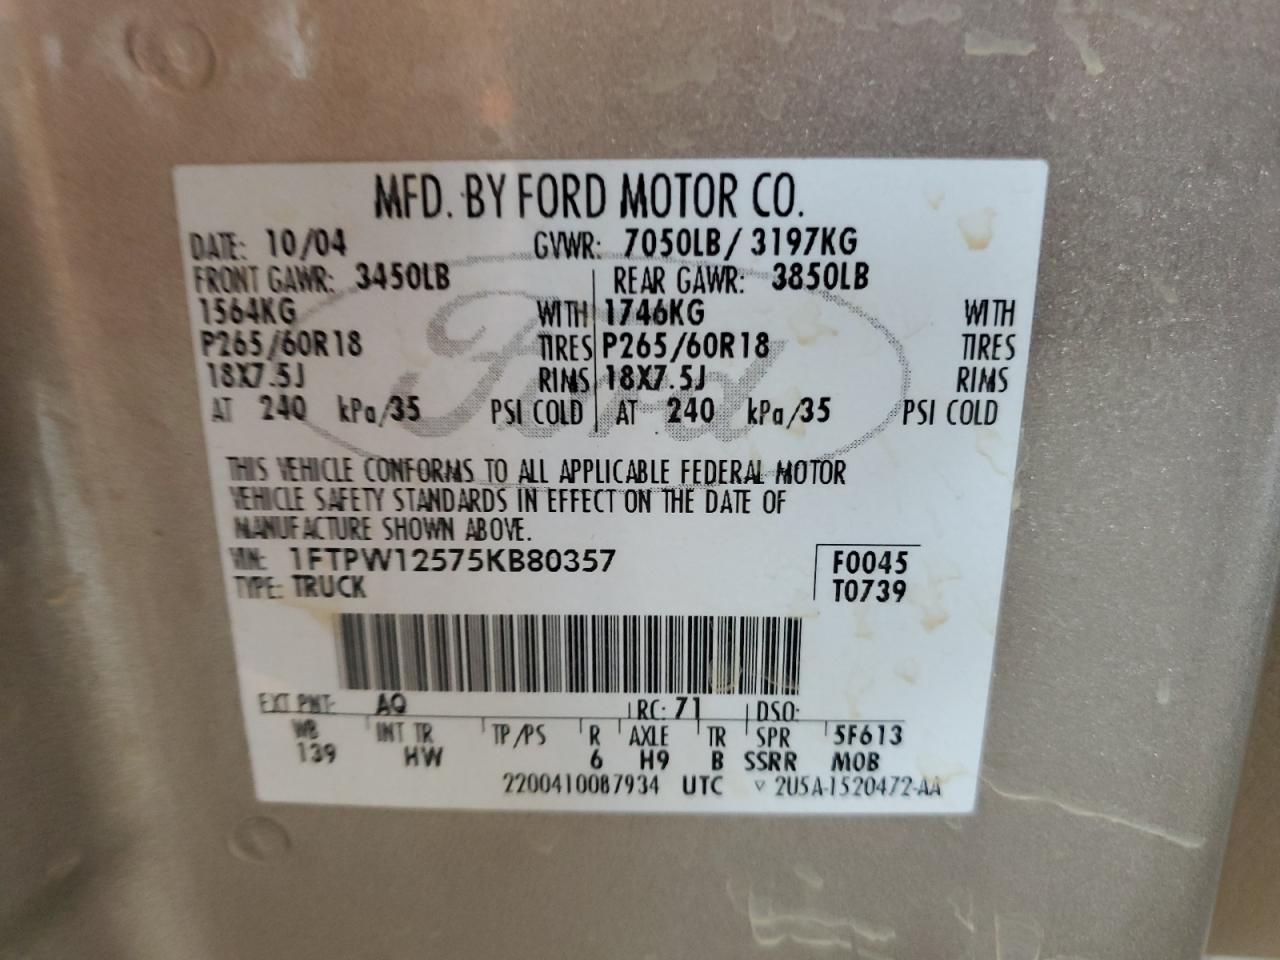 MFD. BY FORD MOTOR CO.
DATE: 10/04 GVWR: 7050LB/ 3197KG
FRONT GAWR: 3450LB REAR GAWR: 3850LB
1564KG WITH 1746KG WITH
P265/60R18 TIRES P265/60R18 TIRES
18X7.5J RIMS 18X7.5J RIMS
AT 240 kPa/35 PSI COLD AT 240 kPa/35 PSI COLD
Ford
THIS VEHICLE CONFORMS TO ALL APPLICABLE FEDERAL MOTOR
VEHICLE SAFETY STANDARDS IN EFFECT ON THE DATE OF
MANUFACTURE SHOWN ABOVE.
VIN: 1FTPW12575KB80357 F0045
TYPE: TRUCK T0739
EXT PNT: AQ RC: 71 DSO:
WB INT TR TP/PS R AXLE TR SPR 5F613
139 HW 6 H9 B SSRR MOB
2200410087934 UTC ▽ 2U5A-1520472-AA